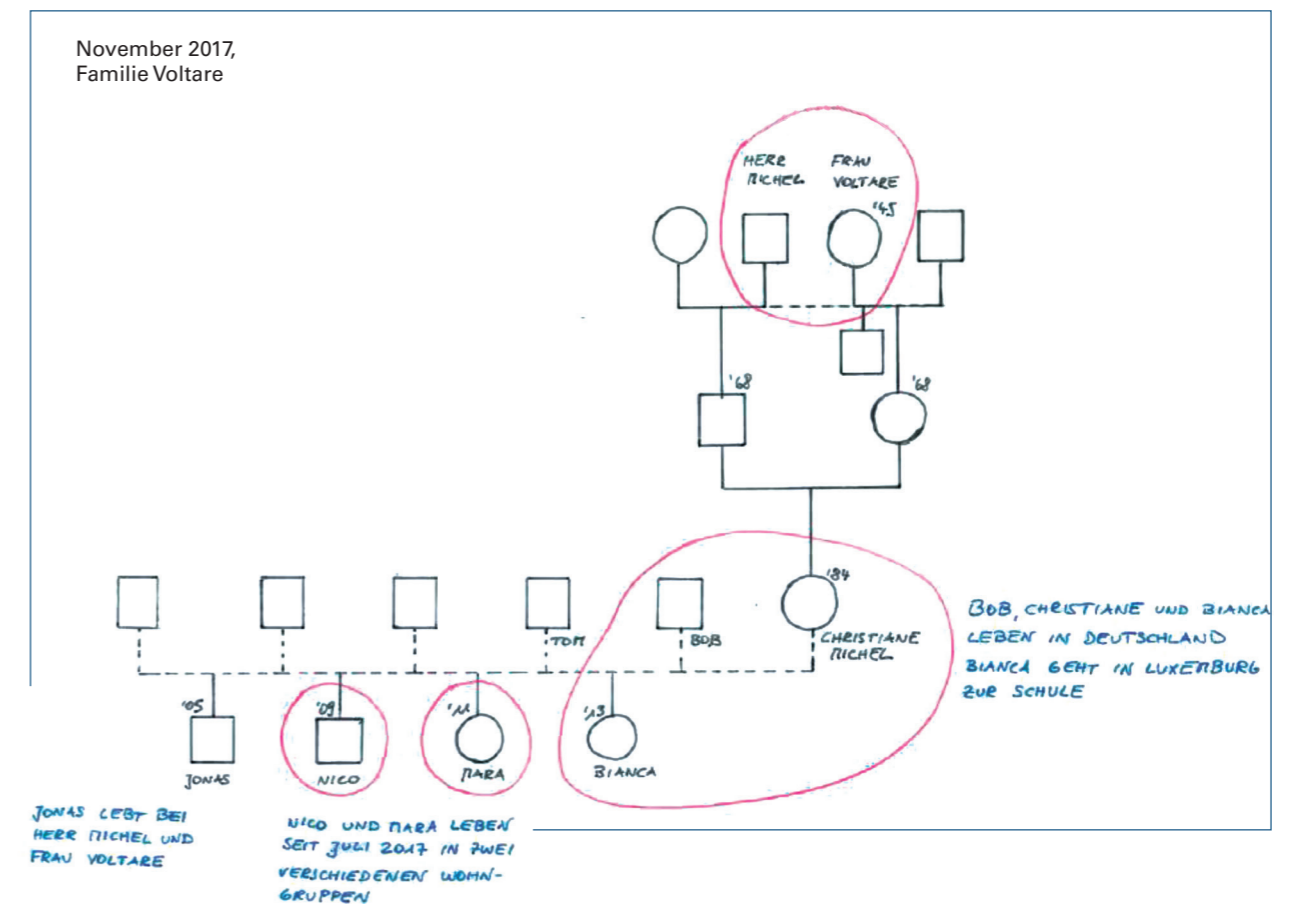 November 2017,
Familie Voltare
HERR
MICHEL
FRAU
VOLTARE
'45
'68
'68
'84
CHRISTIANE
MICHEL
TOM
BOB
BOB, CHRISTIANE UND BIANCA
LEBEN IN DEUTSCHLAND
BIANCA GEHT IN LUXEMBURG
ZUR SCHULE
'05
JONAS
'09
NICO
'11
MARA
'13
BIANCA
JONAS LEBT BEI
HERR MICHEL UND
FRAU VOLTARE
NICO UND MARA LEBEN
SEIT JULI 2017 IN ZWEI
VERSCHIEDENEN WOHN-
GRUPPEN